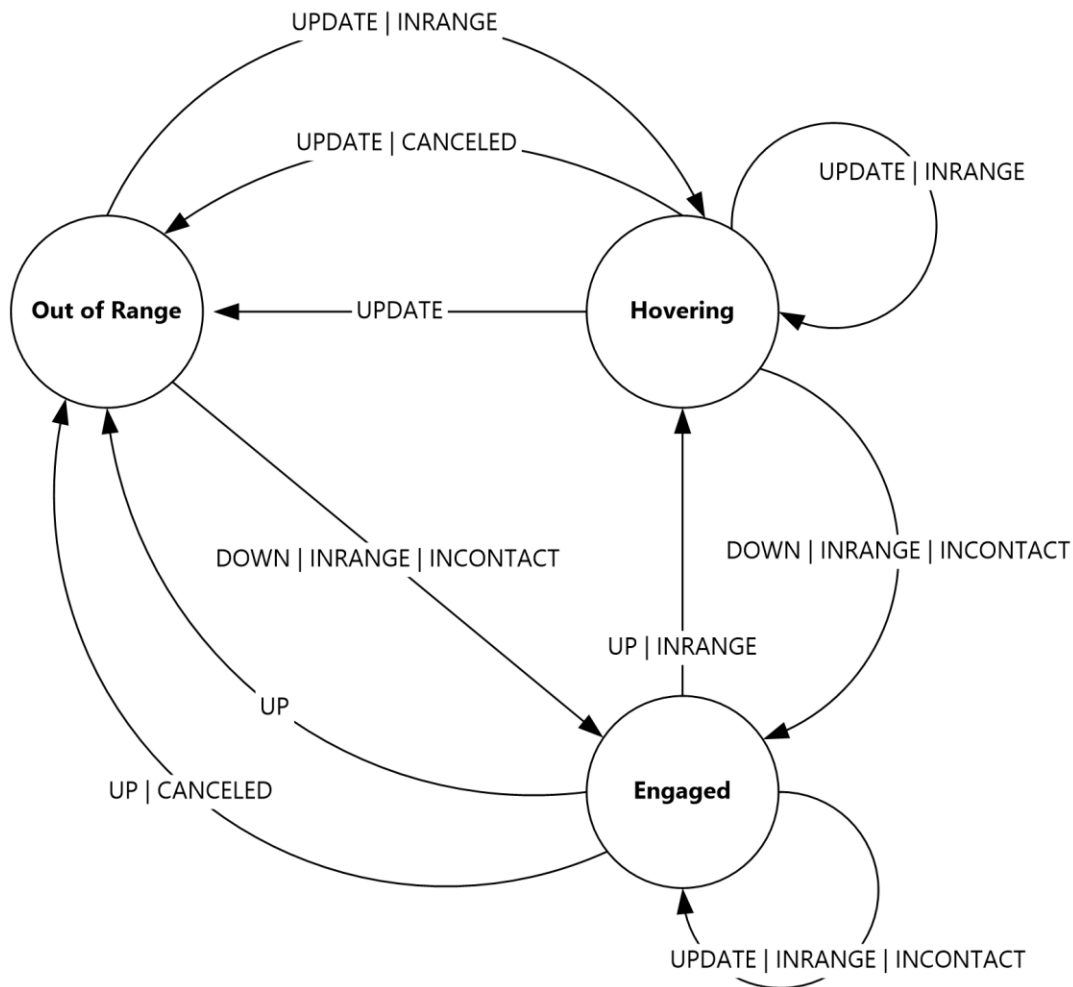 UPDATE | INRANGE
UPDATE | CANCELED
UPDATE | INRANGE
Out of Range
UPDATE
Hovering
DOWN | INRANGE | INCONTACT
DOWN | INRANGE | INCONTACT
UP | INRANGE
UP
UP | CANCELED
Engaged
UPDATE | INRANGE | INCONTACT